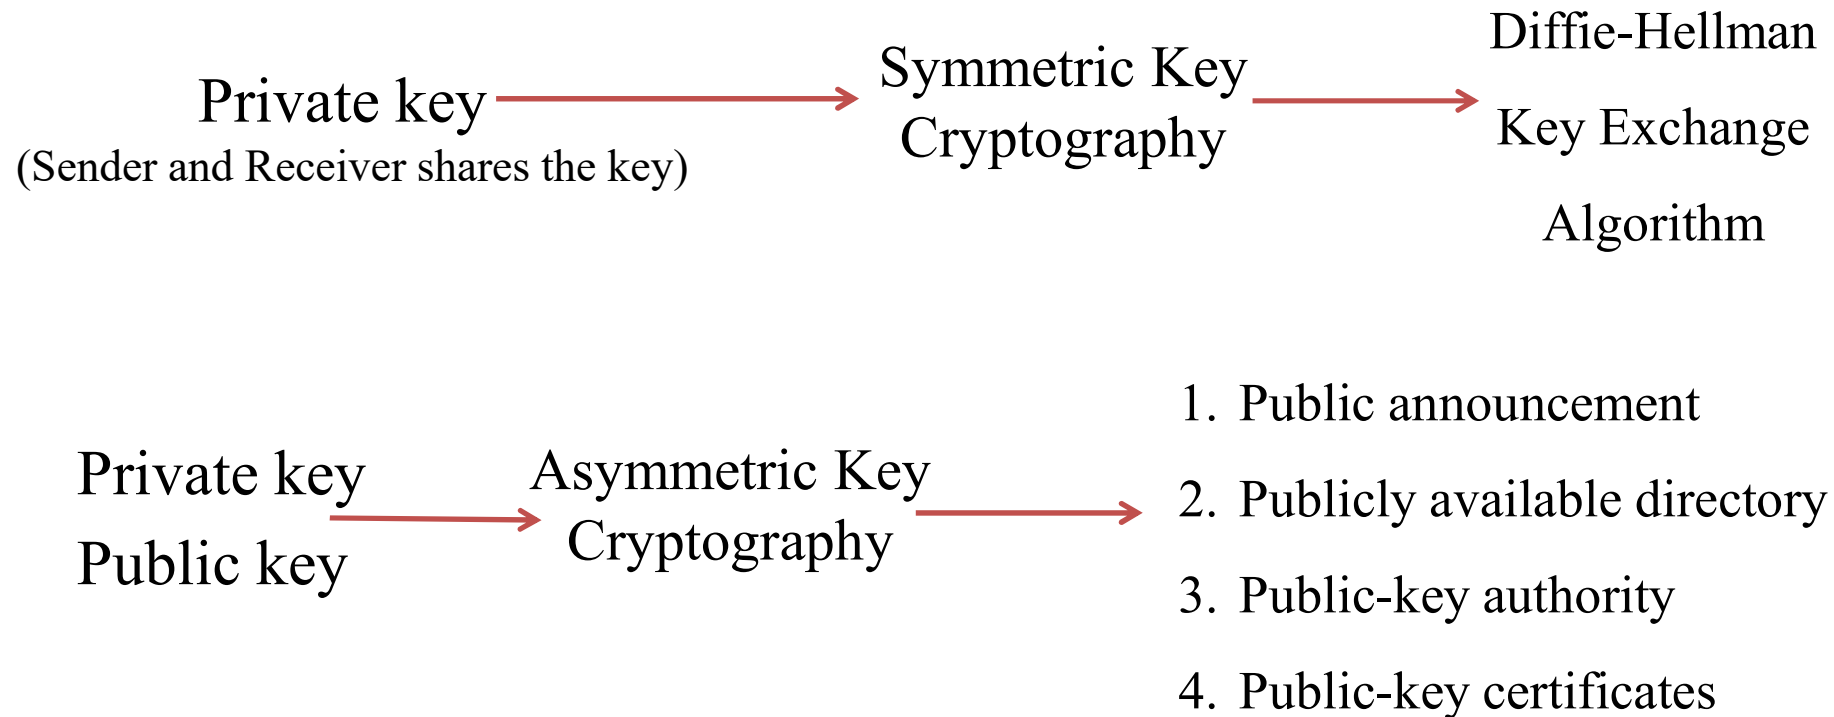 Private key
(Sender and Receiver shares the key)
Symmetric Key
Cryptography
Diffie-Hellman
Key Exchange
Algorithm
Private key
Public key
Asymmetric Key
Cryptography
1. Public announcement
2. Publicly available directory
3. Public-key authority
4. Public-key certificates